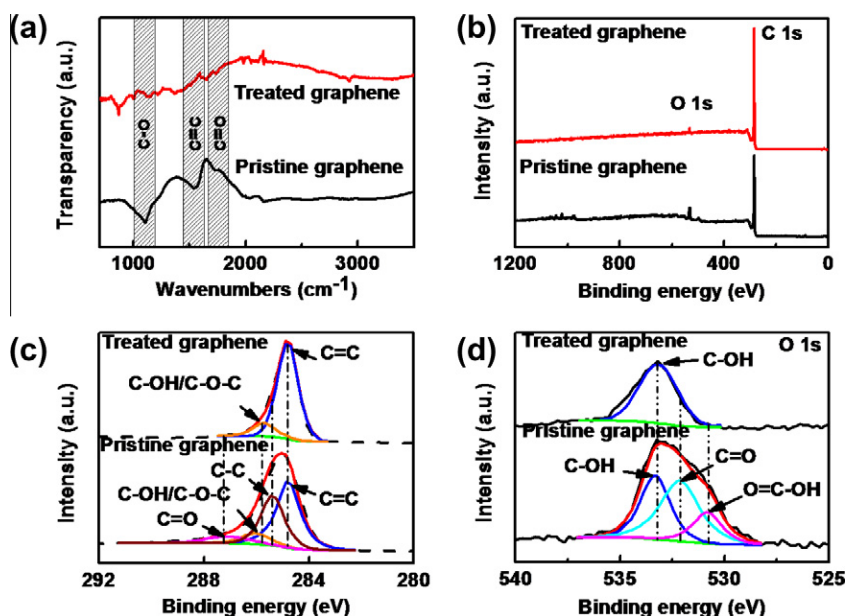 (a)
Treated graphene
C-O
C=C
C=O
Pristine graphene
Transparency (a.u.)
1000 2000 3000
Wavenumbers (cm-1)
(b)
Treated graphene
C 1s
O 1s
Pristine graphene
Intensity (a.u.)
1200 800 400 0
Binding energy (eV)
(c)
Treated graphene
C=C
C-OH/C-O-C
Pristine graphene
C-C
C-OH/C-O-C
C=C
C=O
Intensity (a.u.)
292 288 284 280
Binding energy (eV)
(d)
Treated graphene
O 1s
C-OH
Pristine graphene
C-OH
C=O
O=C-OH
Intensity (a.u.)
540 535 530 525
Binding energy (eV)